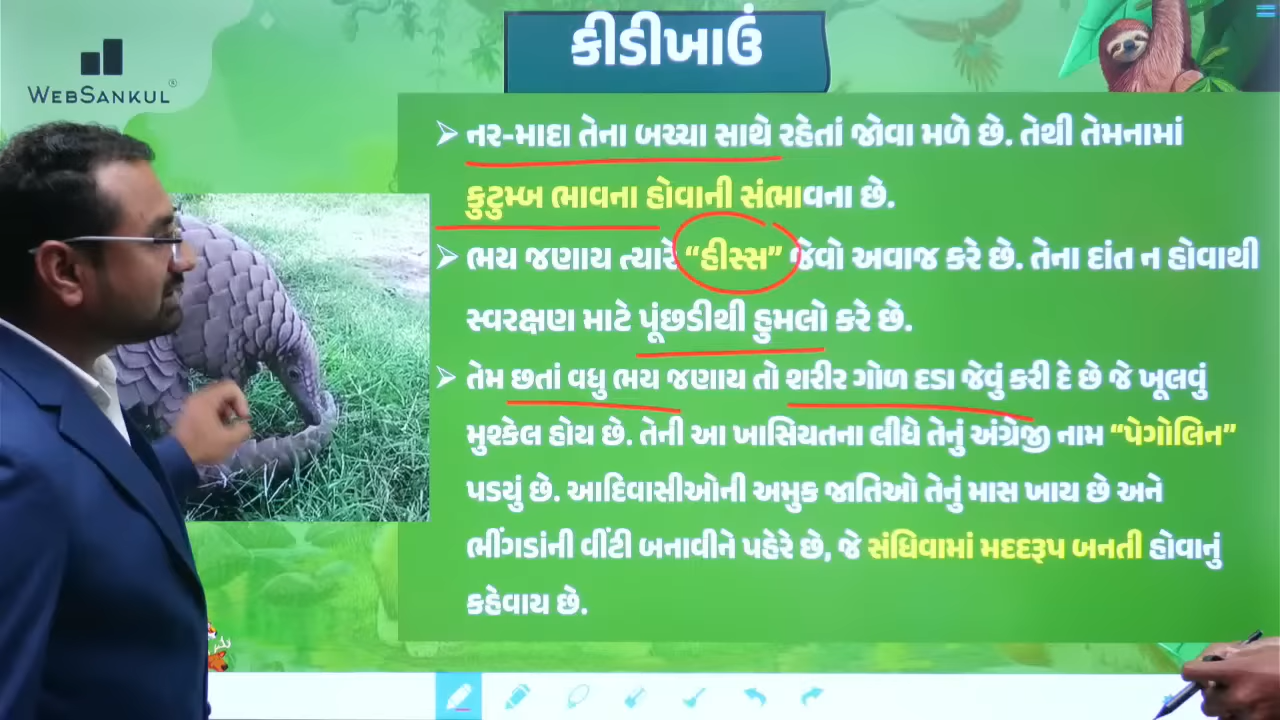 WEBSANKUL®
કીડીખાઉં
➢ નર-માદા તેના બચ્ચા સાથે રહેતાં જોવા મળે છે. તેથી તેમનામાં
કુટુમ્બ ભાવના હોવાની સંભાવના છે.
➢ ભય જણાય ત્યારે “હીસ્સ” જેવો અવાજ કરે છે. તેના દાંત ન હોવાથી
સ્વરક્ષણ માટે પૂંછડીથી હુમલો કરે છે.
➢ તેમ છતાં વધુ ભય જણાય તો શરીર ગોળ દડા જેવું કરી દે છે જે ખૂલવું
મુશ્કેલ હોય છે. તેની આ ખાસિયતના લીધે તેનું અંગ્રેજી નામ “પેગોલિન”
પડયું છે. આદિવાસીઓની અમુક જાતિઓ તેનું માસ ખાય છે અને
ભીંગડાંની વીંટી બનાવીને પહેરે છે, જે સંધિવામાં મદદરૂપ બનતી હોવાનું
કહેવાય છે.